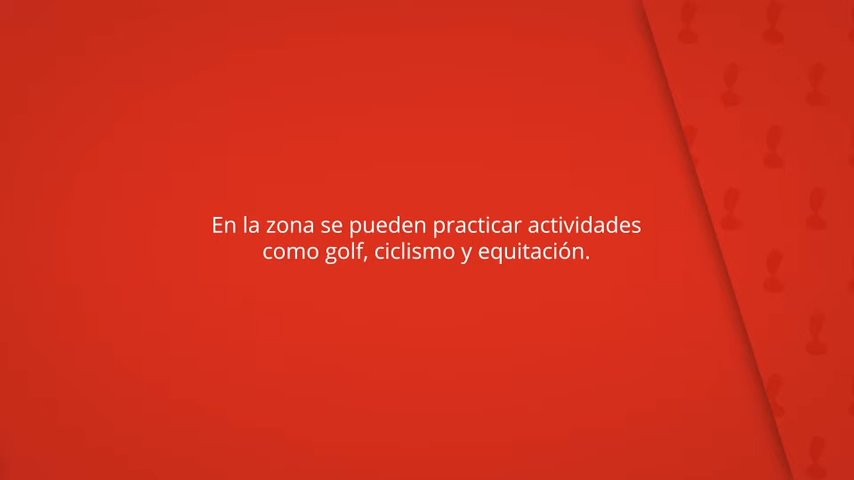 En la zona se pueden practicar actividades
como golf, ciclismo y equitación.